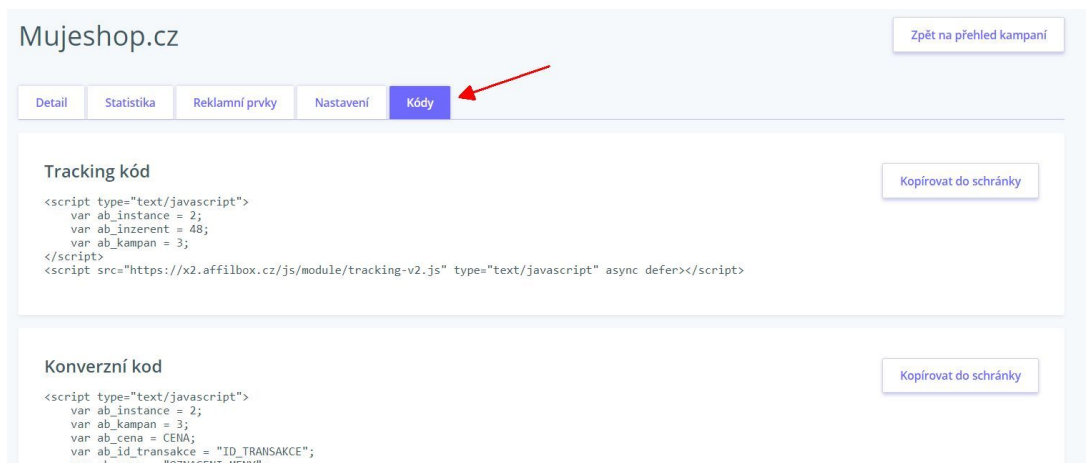 Mujeshop.cz
Zpět na přehled kampaní
Detail
Statistika
Reklamní prvky
Nastavení
Kódy
Tracking kód
Kopírovat do schránky
<script type="text/javascript">
var ab_instance = 2;
var ab_inzerent = 48;
var ab_kampan = 3;
</script>
<script src="https://x2.affilbox.cz/js/module/tracking-v2.js" type="text/javascript" async defer></script>
Konverzní kod
Kopírovat do schránky
<script type="text/javascript">
var ab_instance = 2;
var ab_kampan = 3;
var ab_cena = CENA;
var ab_id_transakce = "ID_TRANSAKCE";